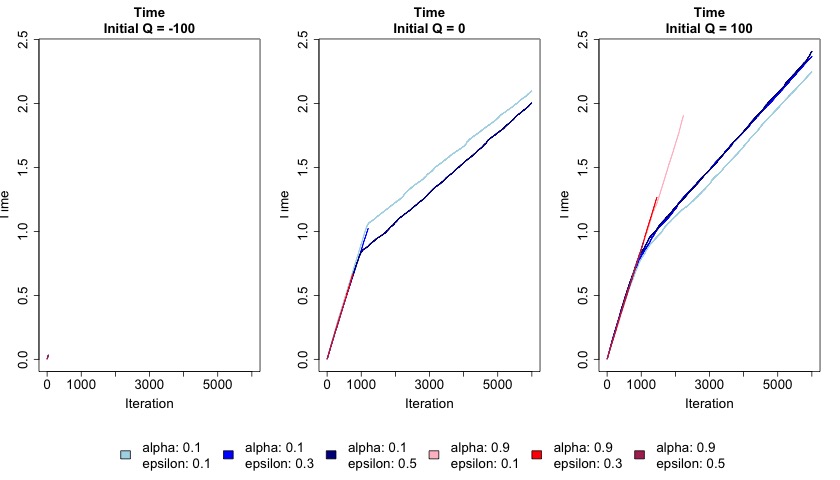 Time
Initial Q = -100
Time
Initial Q = 0
Time
Initial Q = 100
Time
2.5
2.0
1.5
1.0
0.5
0.0
0 1000 3000 5000
Iteration
Time
2.5
2.0
1.5
1.0
0.5
0.0
0 1000 3000 5000
Iteration
Time
2.5
2.0
1.5
1.0
0.5
0.0
0 1000 3000 5000
Iteration
alpha: 0.1
epsilon: 0.1
alpha: 0.1
epsilon: 0.3
alpha: 0.1
epsilon: 0.5
alpha: 0.9
epsilon: 0.1
alpha: 0.9
epsilon: 0.3
alpha: 0.9
epsilon: 0.5